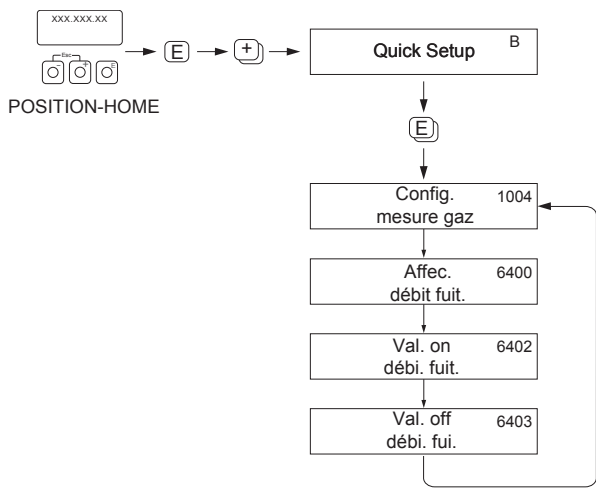 xxx.xxx.xx
Esc
- + E
POSITION-HOME
E
+
Quick Setup B
E
Config. 1004
mesure gaz
Affec. 6400
débit fuit.
Val. on 6402
débi. fuit.
Val. off 6403
débi. fui.